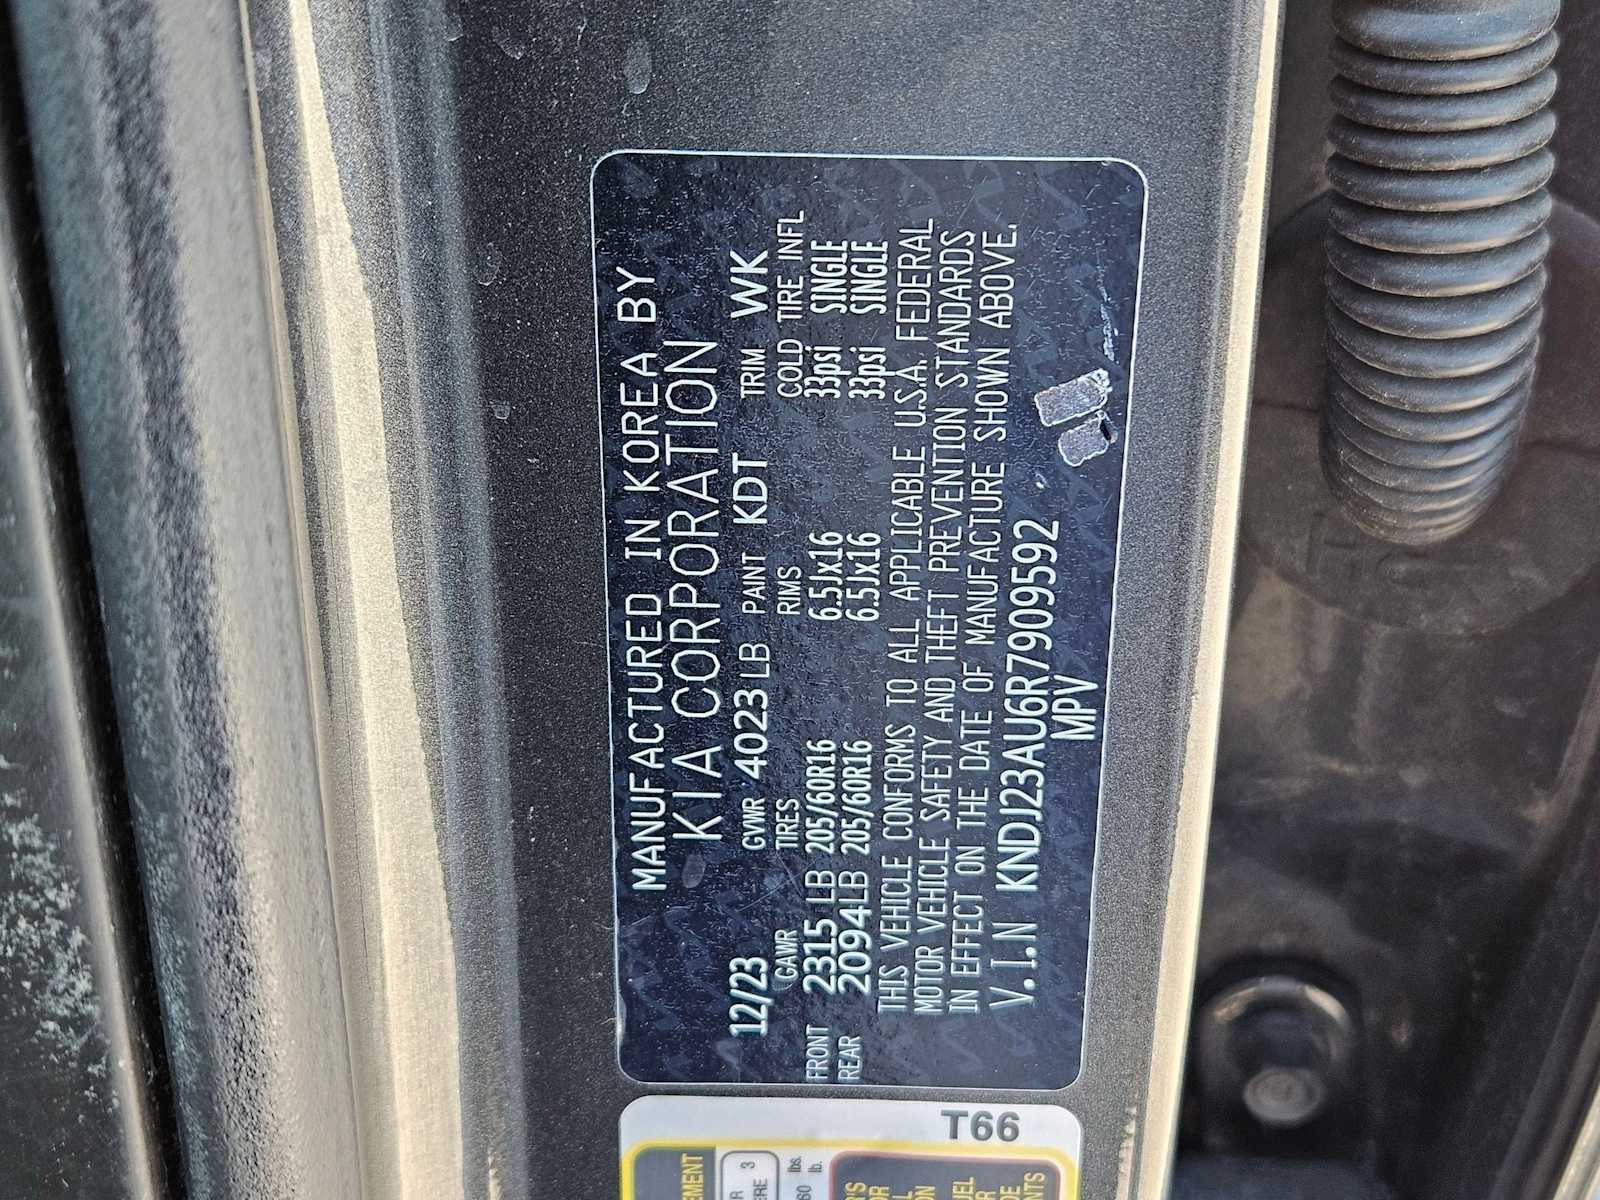 MANUFACTURED IN KOREA BY
KIA CORPORATION
12/23 GVWR 4023 LB PAINT KDT TRIM WK
GAWR TIRES RIMS COLD TIRE INFL
FRONT 2315 LB 205/60R16 6.5Jx16 33psi SINGLE
REAR 2094LB 205/60R16 6.5Jx16 33psi SINGLE
THIS VEHICLE CONFORMS TO ALL APPLICABLE U.S.A. FEDERAL
MOTOR VEHICLE SAFETY AND THEFT PREVENTION STANDARDS
IN EFFECT ON THE DATE OF MANUFACTURE SHOWN ABOVE.
V.I.N KNDJ23AU6R7909592
MPV
T66